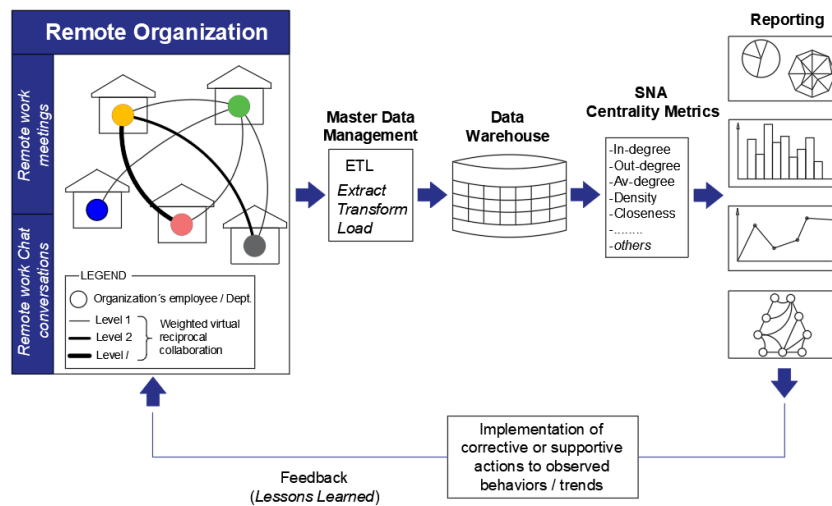 Remote Organization
Remote work
meetings
Remote work Chat
conversations
LEGEND
Organization´s employee / Dept.
Level 1
Level 2
Level I
Weighted virtual
reciprocal
collaboration
Master Data
Management
ETL
Extract
Transform
Load
Data
Warehouse
SNA
Centrality Metrics
-In-degree
-Out-degree
-Av-degree
-Density
-Closeness
-........
-others
Reporting
Implementation of
corrective or supportive
actions to observed
behaviors / trends
Feedback
(Lessons Learned)